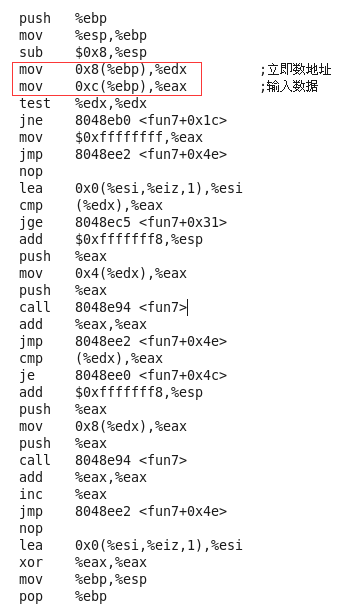 push %ebp
mov %esp,%ebp
sub $0x8,%esp
mov 0x8(%ebp),%edx ;立即数地址
mov 0xc(%ebp),%eax ;输入数据
test %edx,%edx
jne 8048eb0 <fun7+0x1c>
mov $0xffffffff,%eax
jmp 8048ee2 <fun7+0x4e>
nop
lea 0x0(%esi,%eiz,1),%esi
cmp (%edx),%eax
jge 8048ec5 <fun7+0x31>
add $0xfffffff8,%esp
push %eax
mov 0x4(%edx),%eax
push %eax
call 8048e94 <fun7>
add %eax,%eax
jmp 8048ee2 <fun7+0x4e>
cmp (%edx),%eax
je 8048ee0 <fun7+0x4c>
add $0xfffffff8,%esp
push %eax
mov 0x8(%edx),%eax
push %eax
call 8048e94 <fun7>
add %eax,%eax
inc %eax
jmp 8048ee2 <fun7+0x4e>
nop
lea 0x0(%esi,%eiz,1),%esi
xor %eax,%eax
mov %ebp,%esp
pop %ebp